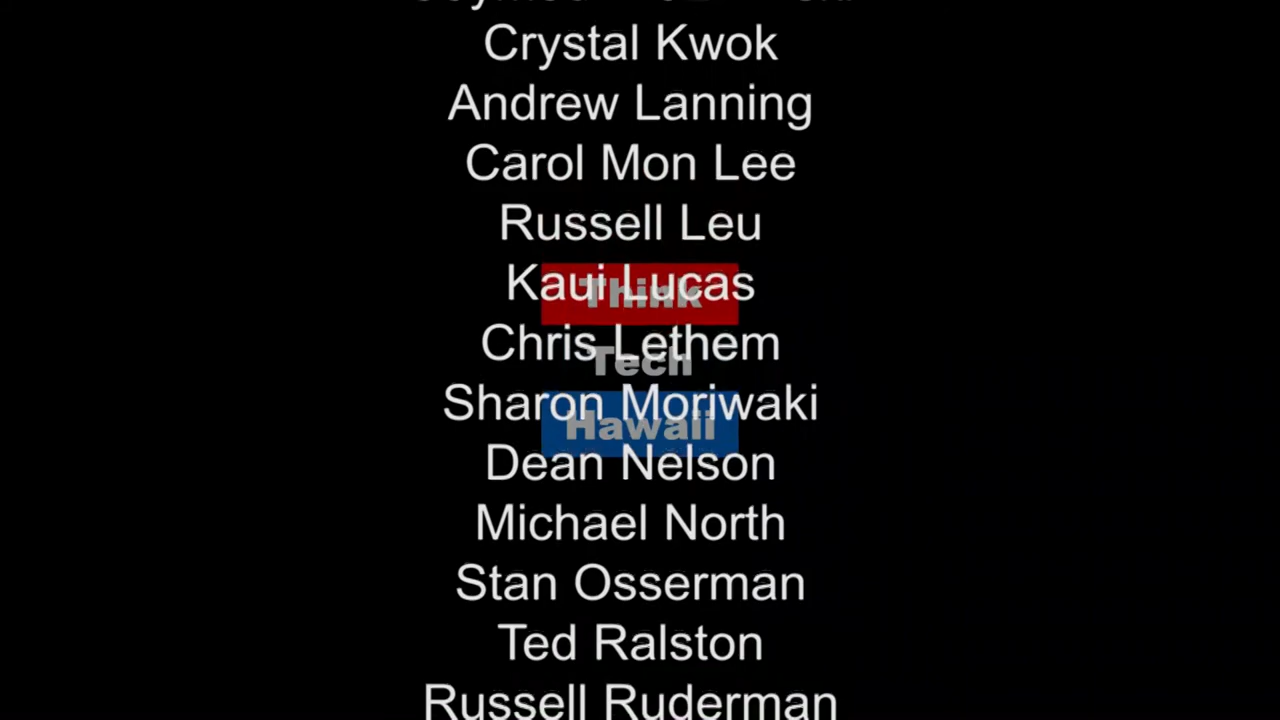 Crystal Kwok
Andrew Lanning
Carol Mon Lee
Russell Leu
Kaui Lucas
Think
Chris Lethem
Tech
Sharon Moriwaki
Hawaii
Dean Nelson
Michael North
Stan Osserman
Ted Ralston
Russell Ruderman